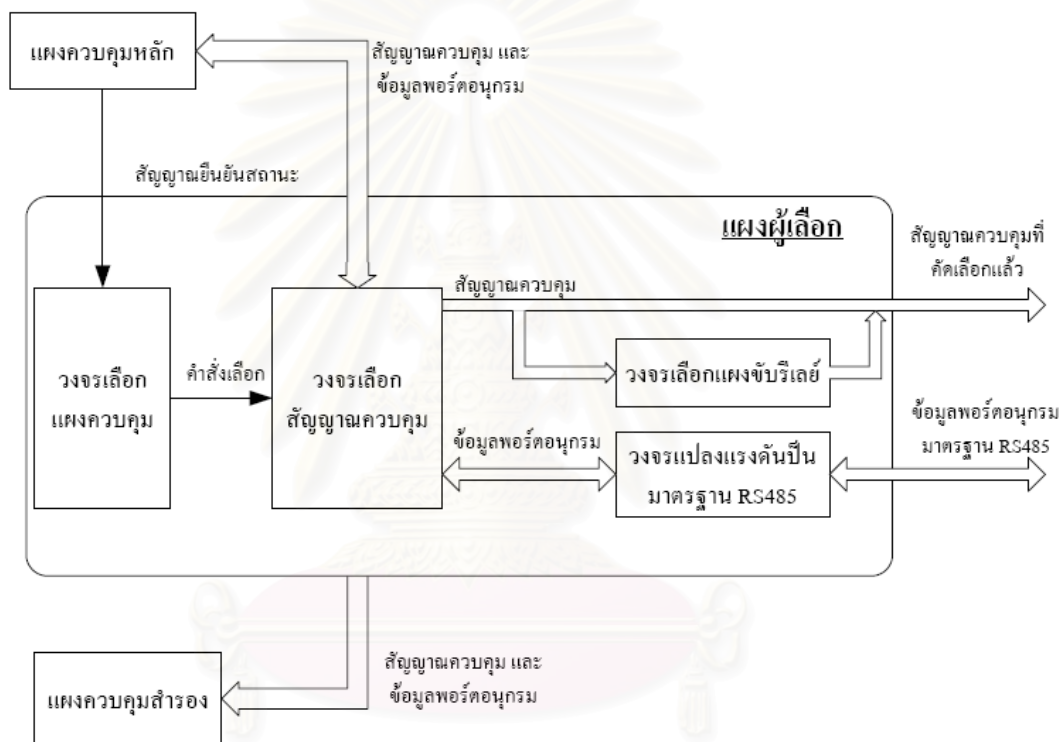 แผงควบคุมหลัก
สัญญาณควบคุม และ
ข้อมูลพอร์ตอนุกรม
สัญญาณยืนยันสถานะ
แผงผู้เลือก
สัญญาณควบคุมที่
คัดเลือกแล้ว
สัญญาณควบคุม
วงจรเลือก
แผงควบคุม
คำสั่งเลือก
วงจรเลือก
สัญญาณควบคุม
วงจรเลือกแผงขับรีเลย์
ข้อมูลพอร์ตอนุกรม
วงจรแปลงแรงดันปืน
มาตรฐาน RS485
ข้อมูลพอร์ตอนุกรม
มาตรฐาน RS485
สัญญาณควบคุม และ
ข้อมูลพอร์ตอนุกรม
แผงควบคุมสำรอง